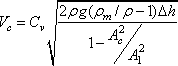 V_c = C_v √( (2ρg(ρ_m / ρ − 1)Δh) / (1 − A_c² / A_1²) )